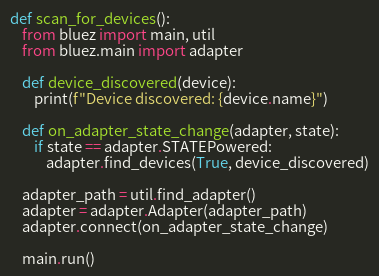 def scan_for_devices():
    from bluez import main, util
    from bluez.main import adapter

    def device_discovered(device):
        print(f"Device discovered: {device.name}")

    def on_adapter_state_change(adapter, state):
        if state == adapter.STATEPowered:
            adapter.find_devices(True, device_discovered)

    adapter_path = util.find_adapter()
    adapter = adapter.Adapter(adapter_path)
    adapter.connect(on_adapter_state_change)

    main.run()